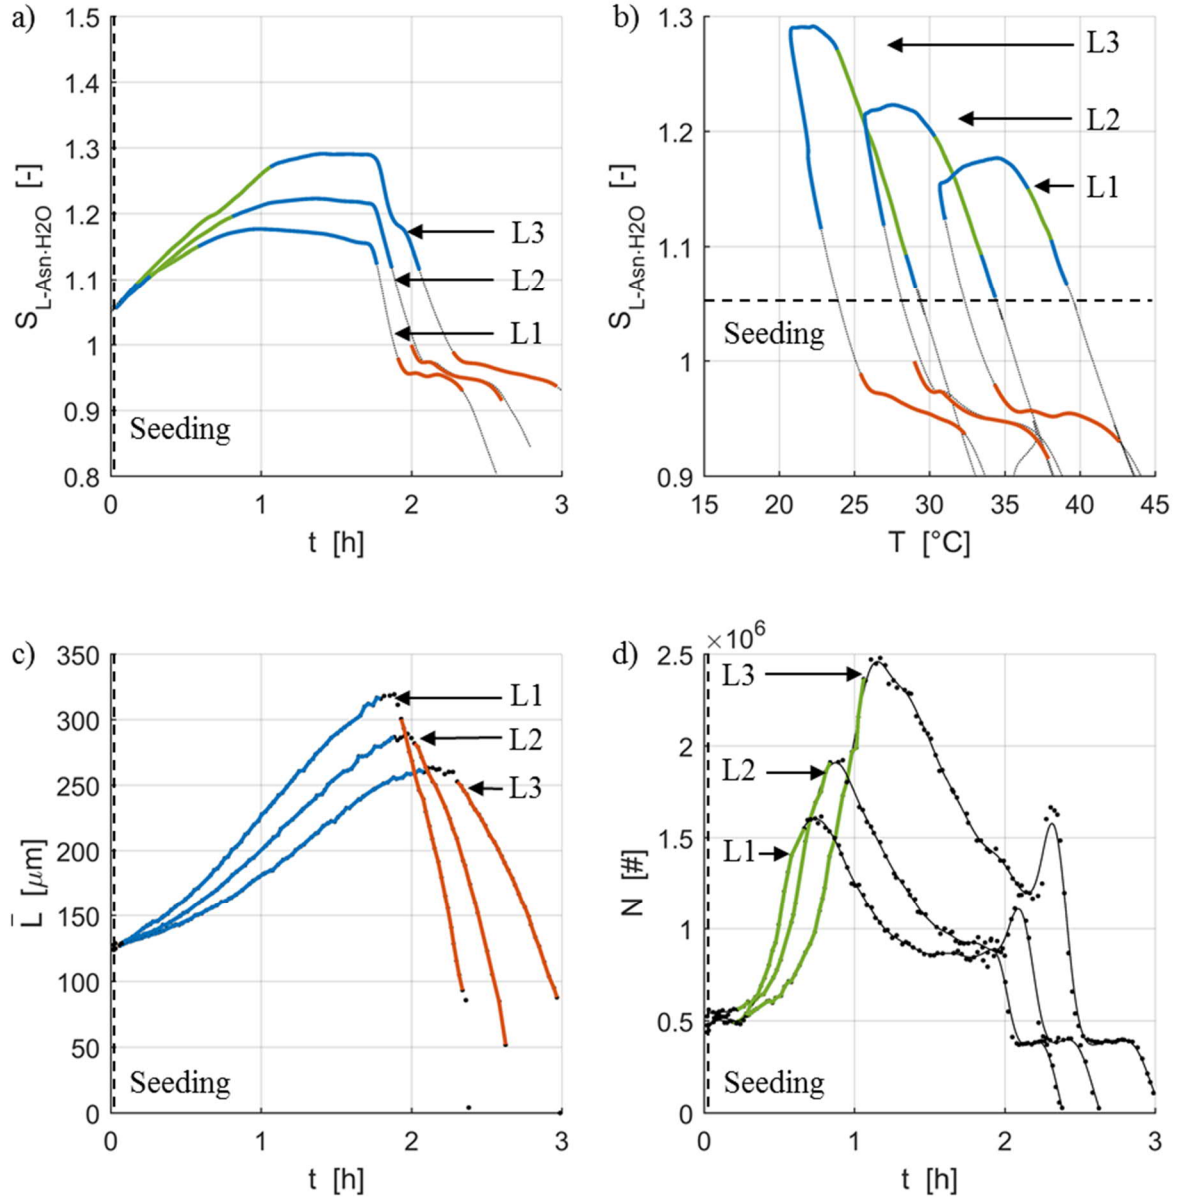 a)
S_L-Asn·H2O [-]
1.5
1.4
1.3
1.2
1.1
1
0.9
0.8
L3
L2
L1
Seeding
0 1 2 3
t [h]
b)
S_L-Asn·H2O [-]
1.3
1.2
1.1
1
0.9
L3
L2
L1
Seeding
15 20 25 30 35 40 45
T [°C]
c)
L̄ [μm]
350
300
250
200
150
100
50
0
L1
L2
L3
Seeding
0 1 2 3
t [h]
d)
×10^6
N [#]
2.5
2
1.5
1
0.5
0
L3
L2
L1
Seeding
0 1 2 3
t [h]